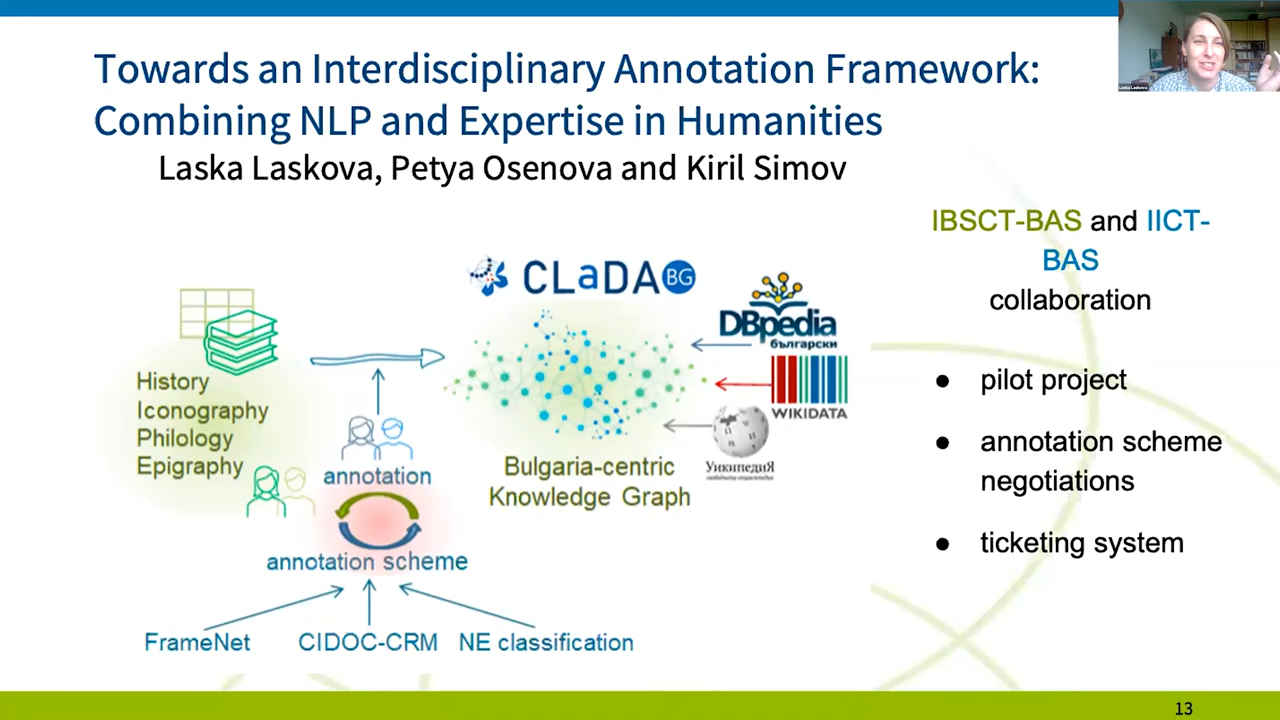 Towards an Interdisciplinary Annotation Framework:
Combining NLP and Expertise in Humanities
Laska Laskova, Petya Osenova and Kiril Simov
Laska Laskova
IBSCT-BAS and IICT-
BAS
collaboration
CLaDA BG
DBpedia
български
WIKIDATA
УикипедиЯ
History
Iconography
Philology
Epigraphy
annotation
Bulgaria-centric
Knowledge Graph
annotation scheme
FrameNet CIDOC-CRM NE classification
● pilot project
● annotation scheme
negotiations
● ticketing system
13